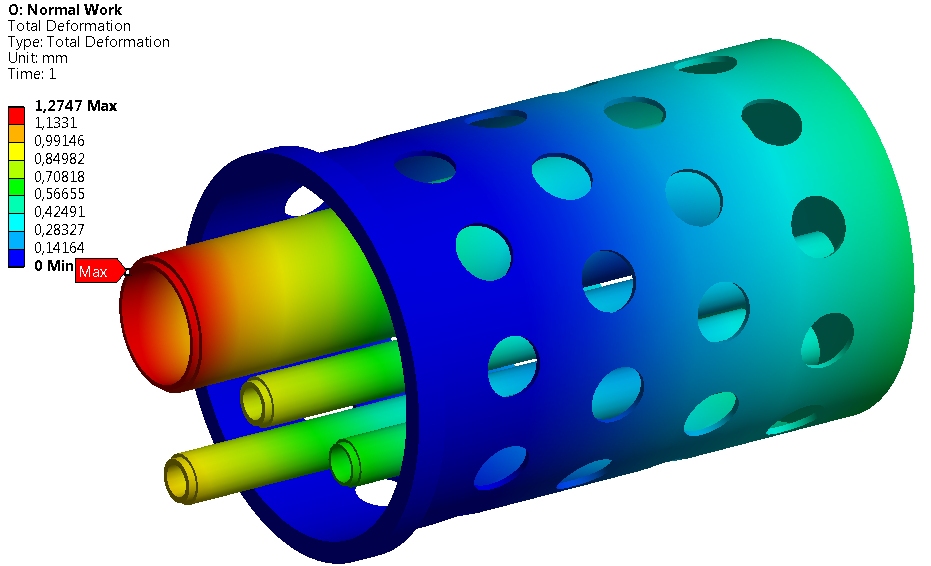 O: Normal Work
Total Deformation
Type: Total Deformation
Unit: mm
Time: 1
1,2747 Max
1,1331
0,99146
0,84982
0,70818
0,56655
0,42491
0,28327
0,14164
0 Min
Max